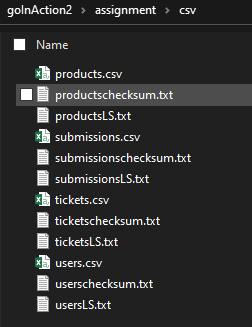 goInAction2 > assignment > csv
Name
products.csv
productschecksum.txt
productsLS.txt
submissions.csv
submissionschecksum.txt
submissionsLS.txt
tickets.csv
ticketschecksum.txt
ticketsLS.txt
users.csv
userschecksum.txt
usersLS.txt